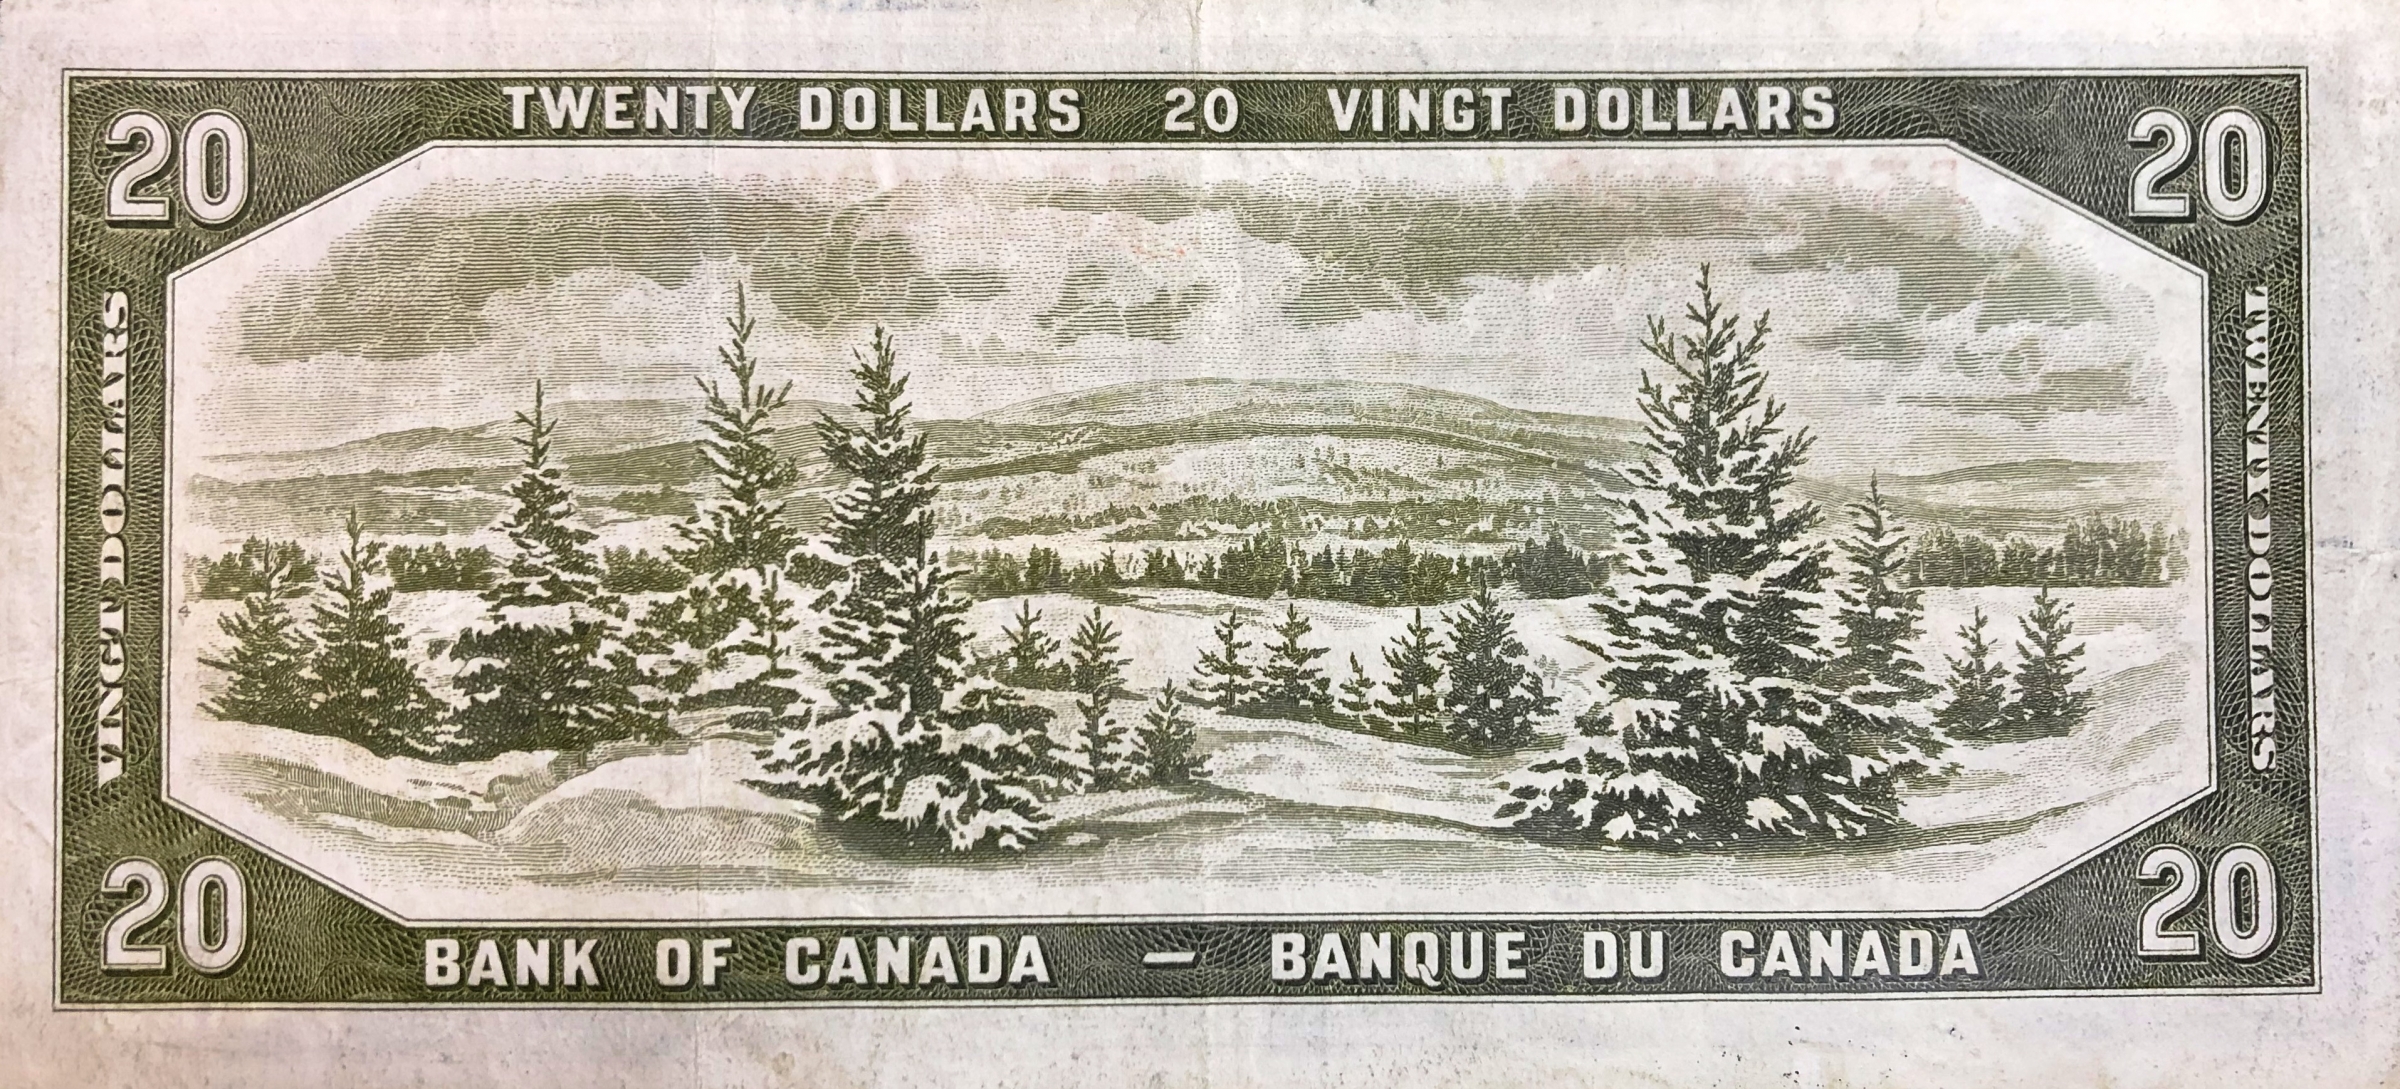 20 TWENTY DOLLARS 20 VINGT DOLLARS 20
VINGT DOLLARS
TWENTY DOLLARS
20 BANK OF CANADA — BANQUE DU CANADA 20